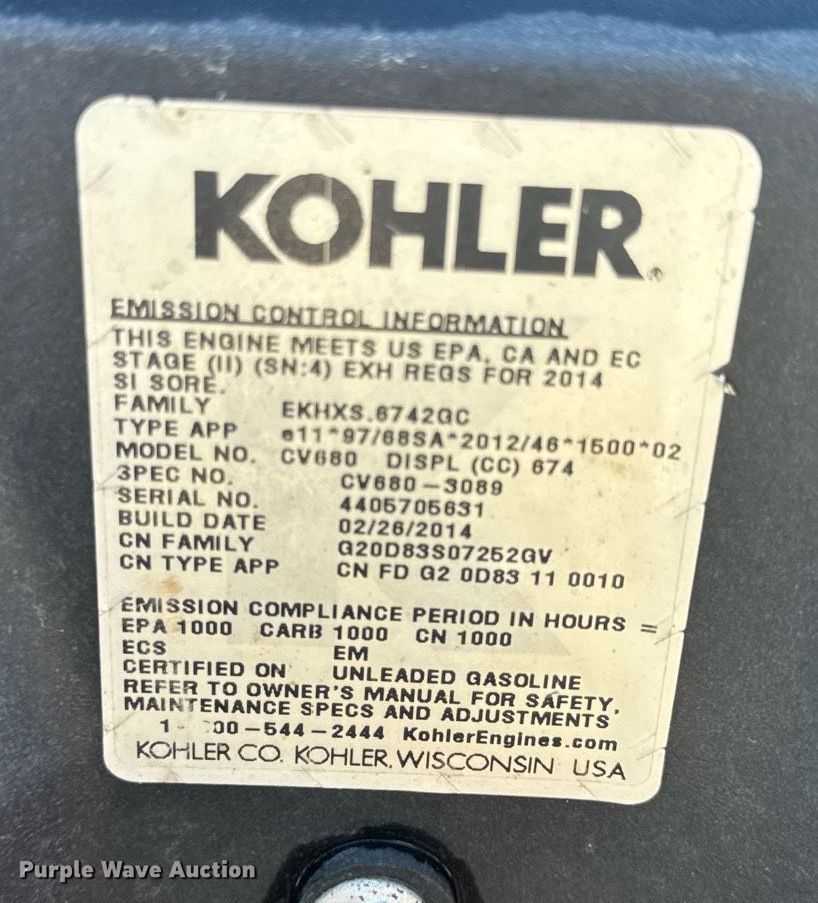 KOHLER®
EMISSION CONTROL INFORMATION
THIS ENGINE MEETS US EPA, CA AND EC
STAGE (II) (SN:4) EXH REGS FOR 2014
SI SORE.
FAMILY EKHXS.6742GC
TYPE APP e11*97/68SA*2012/46*1500*02
MODEL NO. CV680 DISPL (CC) 674
SPEC NO. CV680-3089
SERIAL NO. 4405705631
BUILD DATE 02/26/2014
CN FAMILY G20D83S07252GV
CN TYPE APP CN FD G2 0D83 11 0010
EMISSION COMPLIANCE PERIOD IN HOURS =
EPA 1000 CARB 1000 CN 1000
ECS EM
CERTIFIED ON UNLEADED GASOLINE
REFER TO OWNER'S MANUAL FOR SAFETY,
MAINTENANCE SPECS AND ADJUSTMENTS
1- 00-544-2444 KohlerEngines.com
KOHLER CO. KOHLER, WISCONSIN USA
Purple Wave Auction